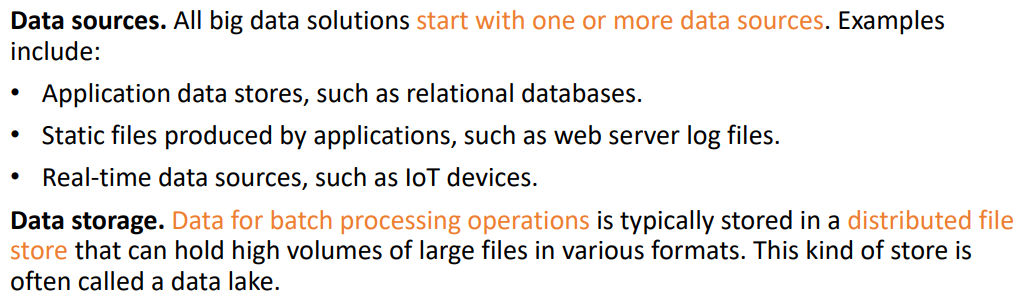 Data sources. All big data solutions start with one or more data sources. Examples
include:
• Application data stores, such as relational databases.
• Static files produced by applications, such as web server log files.
• Real-time data sources, such as IoT devices.
Data storage. Data for batch processing operations is typically stored in a distributed file
store that can hold high volumes of large files in various formats. This kind of store is
often called a data lake.